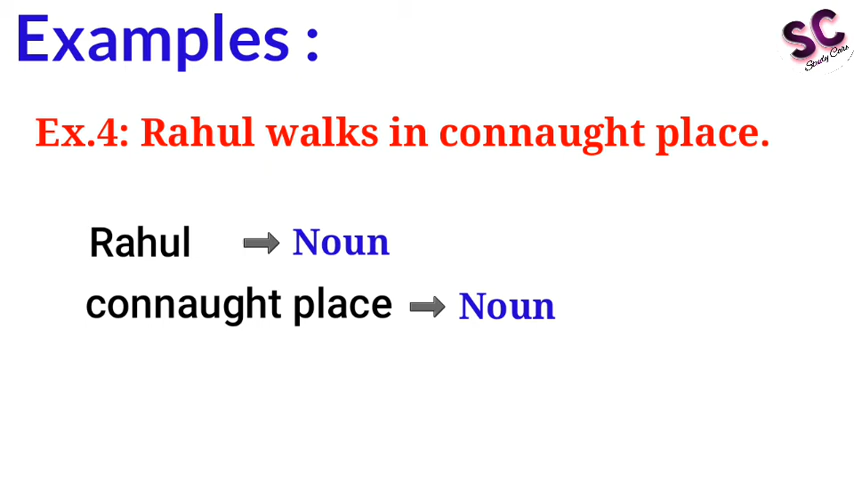 Examples :
SC
Study Cars
Ex.4: Rahul walks in connaught place.
Rahul ➡ Noun
connaught place ➡ Noun